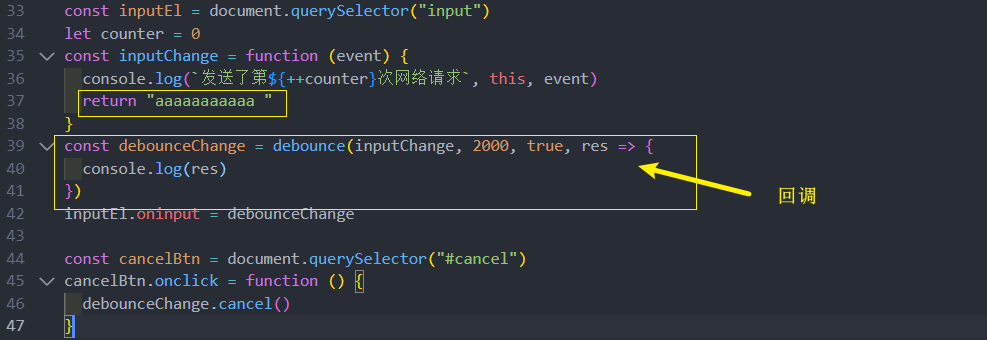 33 const inputEl = document.querySelector("input")
34 let counter = 0
35 const inputChange = function (event) {
36 console.log(`发送了第${++counter}次网络请求`, this, event)
37 return "aaaaaaaaaaa "
38 }
39 const debounceChange = debounce(inputChange, 2000, true, res => {
40 console.log(res)
41 })
回调
42 inputEl.oninput = debounceChange
43
44 const cancelBtn = document.querySelector("#cancel")
45 cancelBtn.onclick = function () {
46 debounceChange.cancel()
47 }